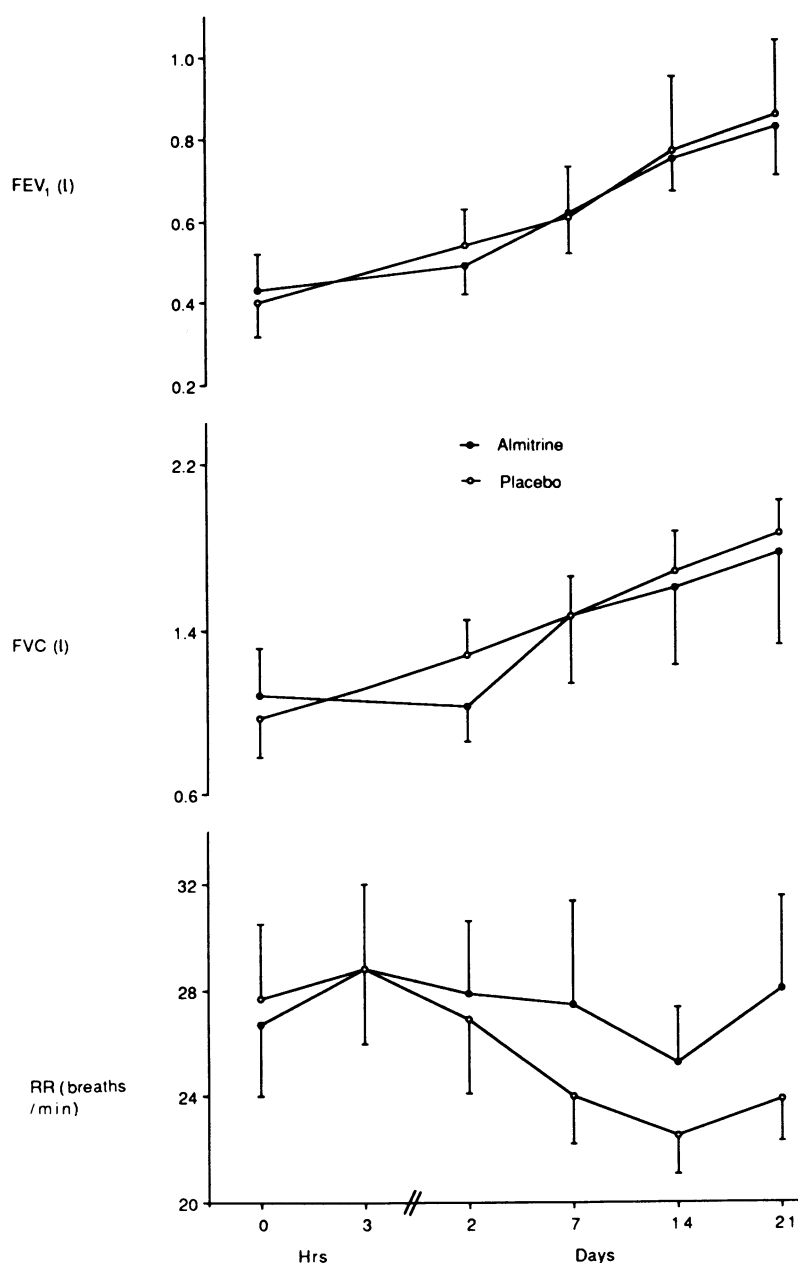 1.0
0.8
FEV₁ (l)
0.6
0.4
0.2
Almitrine
2.2
Placebo
1.4
FVC (l)
0.6
32
28
RR (breaths
/min)
24
20
0 3 2 7 14 21
Hrs Days